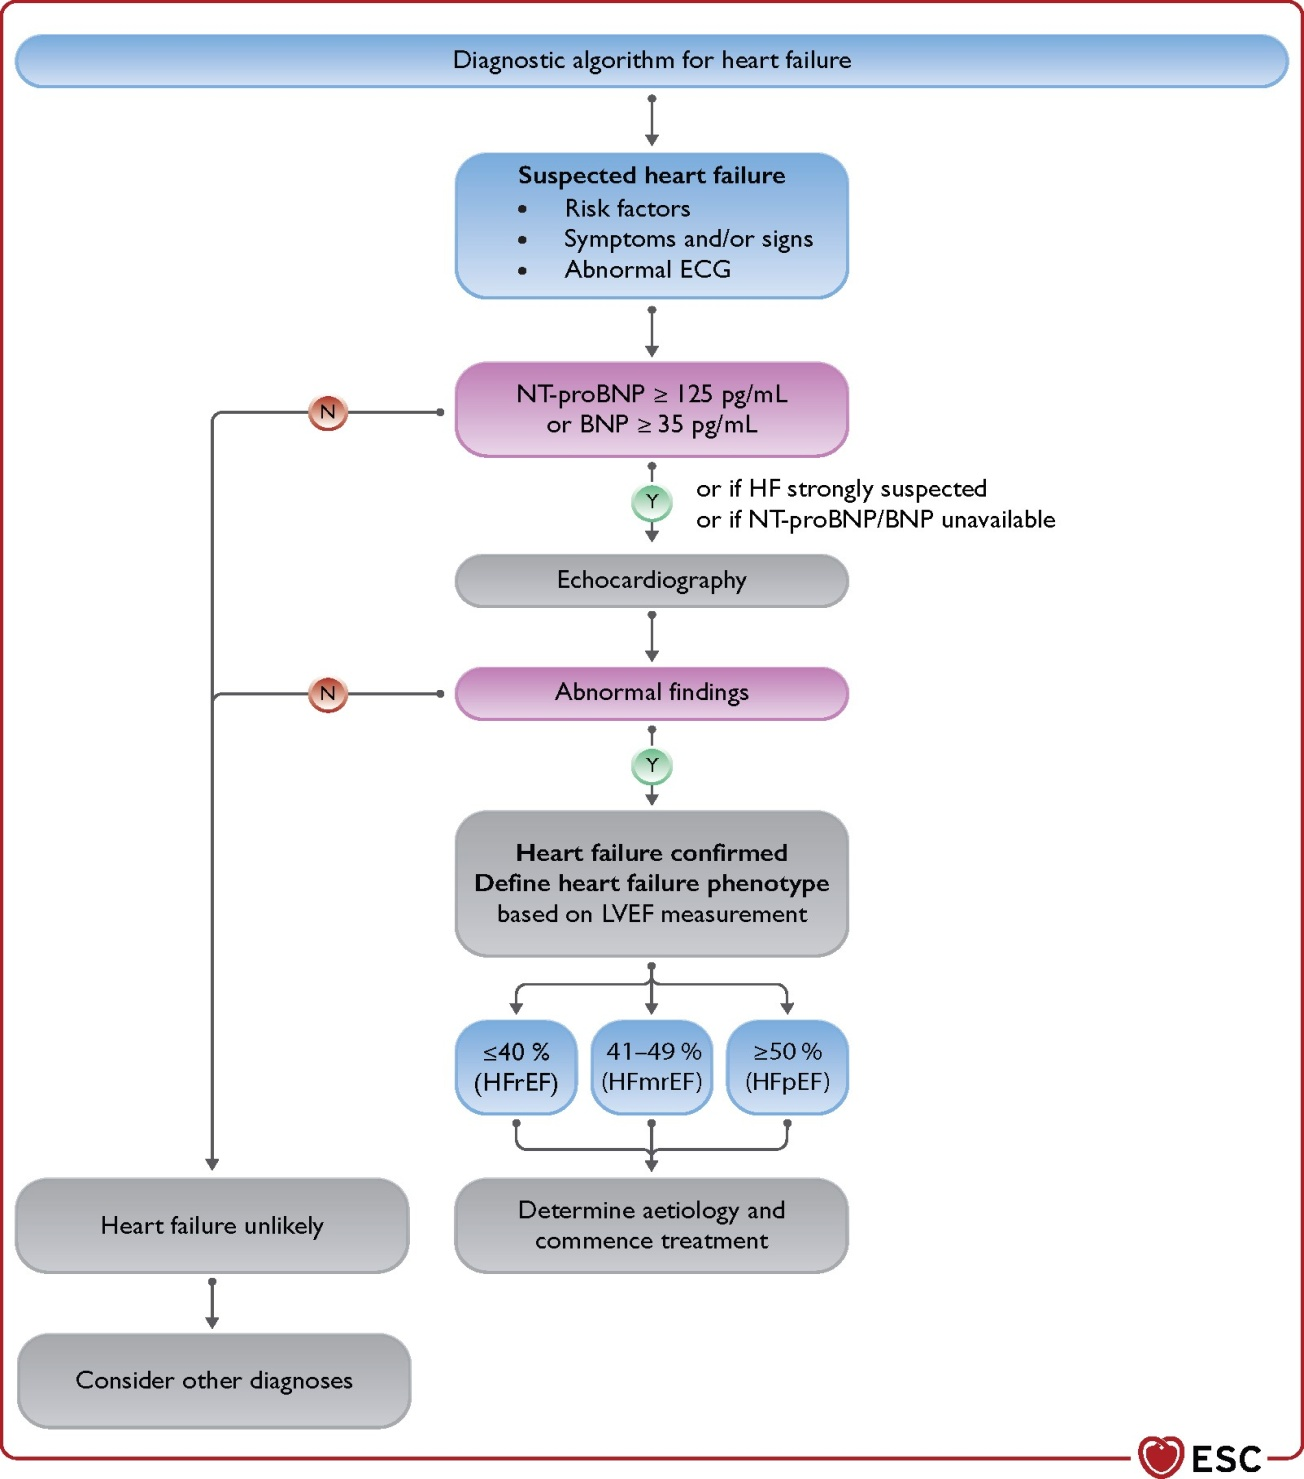 Diagnostic algorithm for heart failure
Suspected heart failure
• Risk factors
• Symptoms and/or signs
• Abnormal ECG
NT-proBNP ≥ 125 pg/mL
or BNP ≥ 35 pg/mL
N
Y
or if HF strongly suspected
or if NT-proBNP/BNP unavailable
Echocardiography
Abnormal findings
N
Y
Heart failure confirmed
Define heart failure phenotype
based on LVEF measurement
≤40 %
(HFrEF)
41–49 %
(HFmrEF)
≥50 %
(HFpEF)
Heart failure unlikely
Determine aetiology and
commence treatment
Consider other diagnoses
ESC